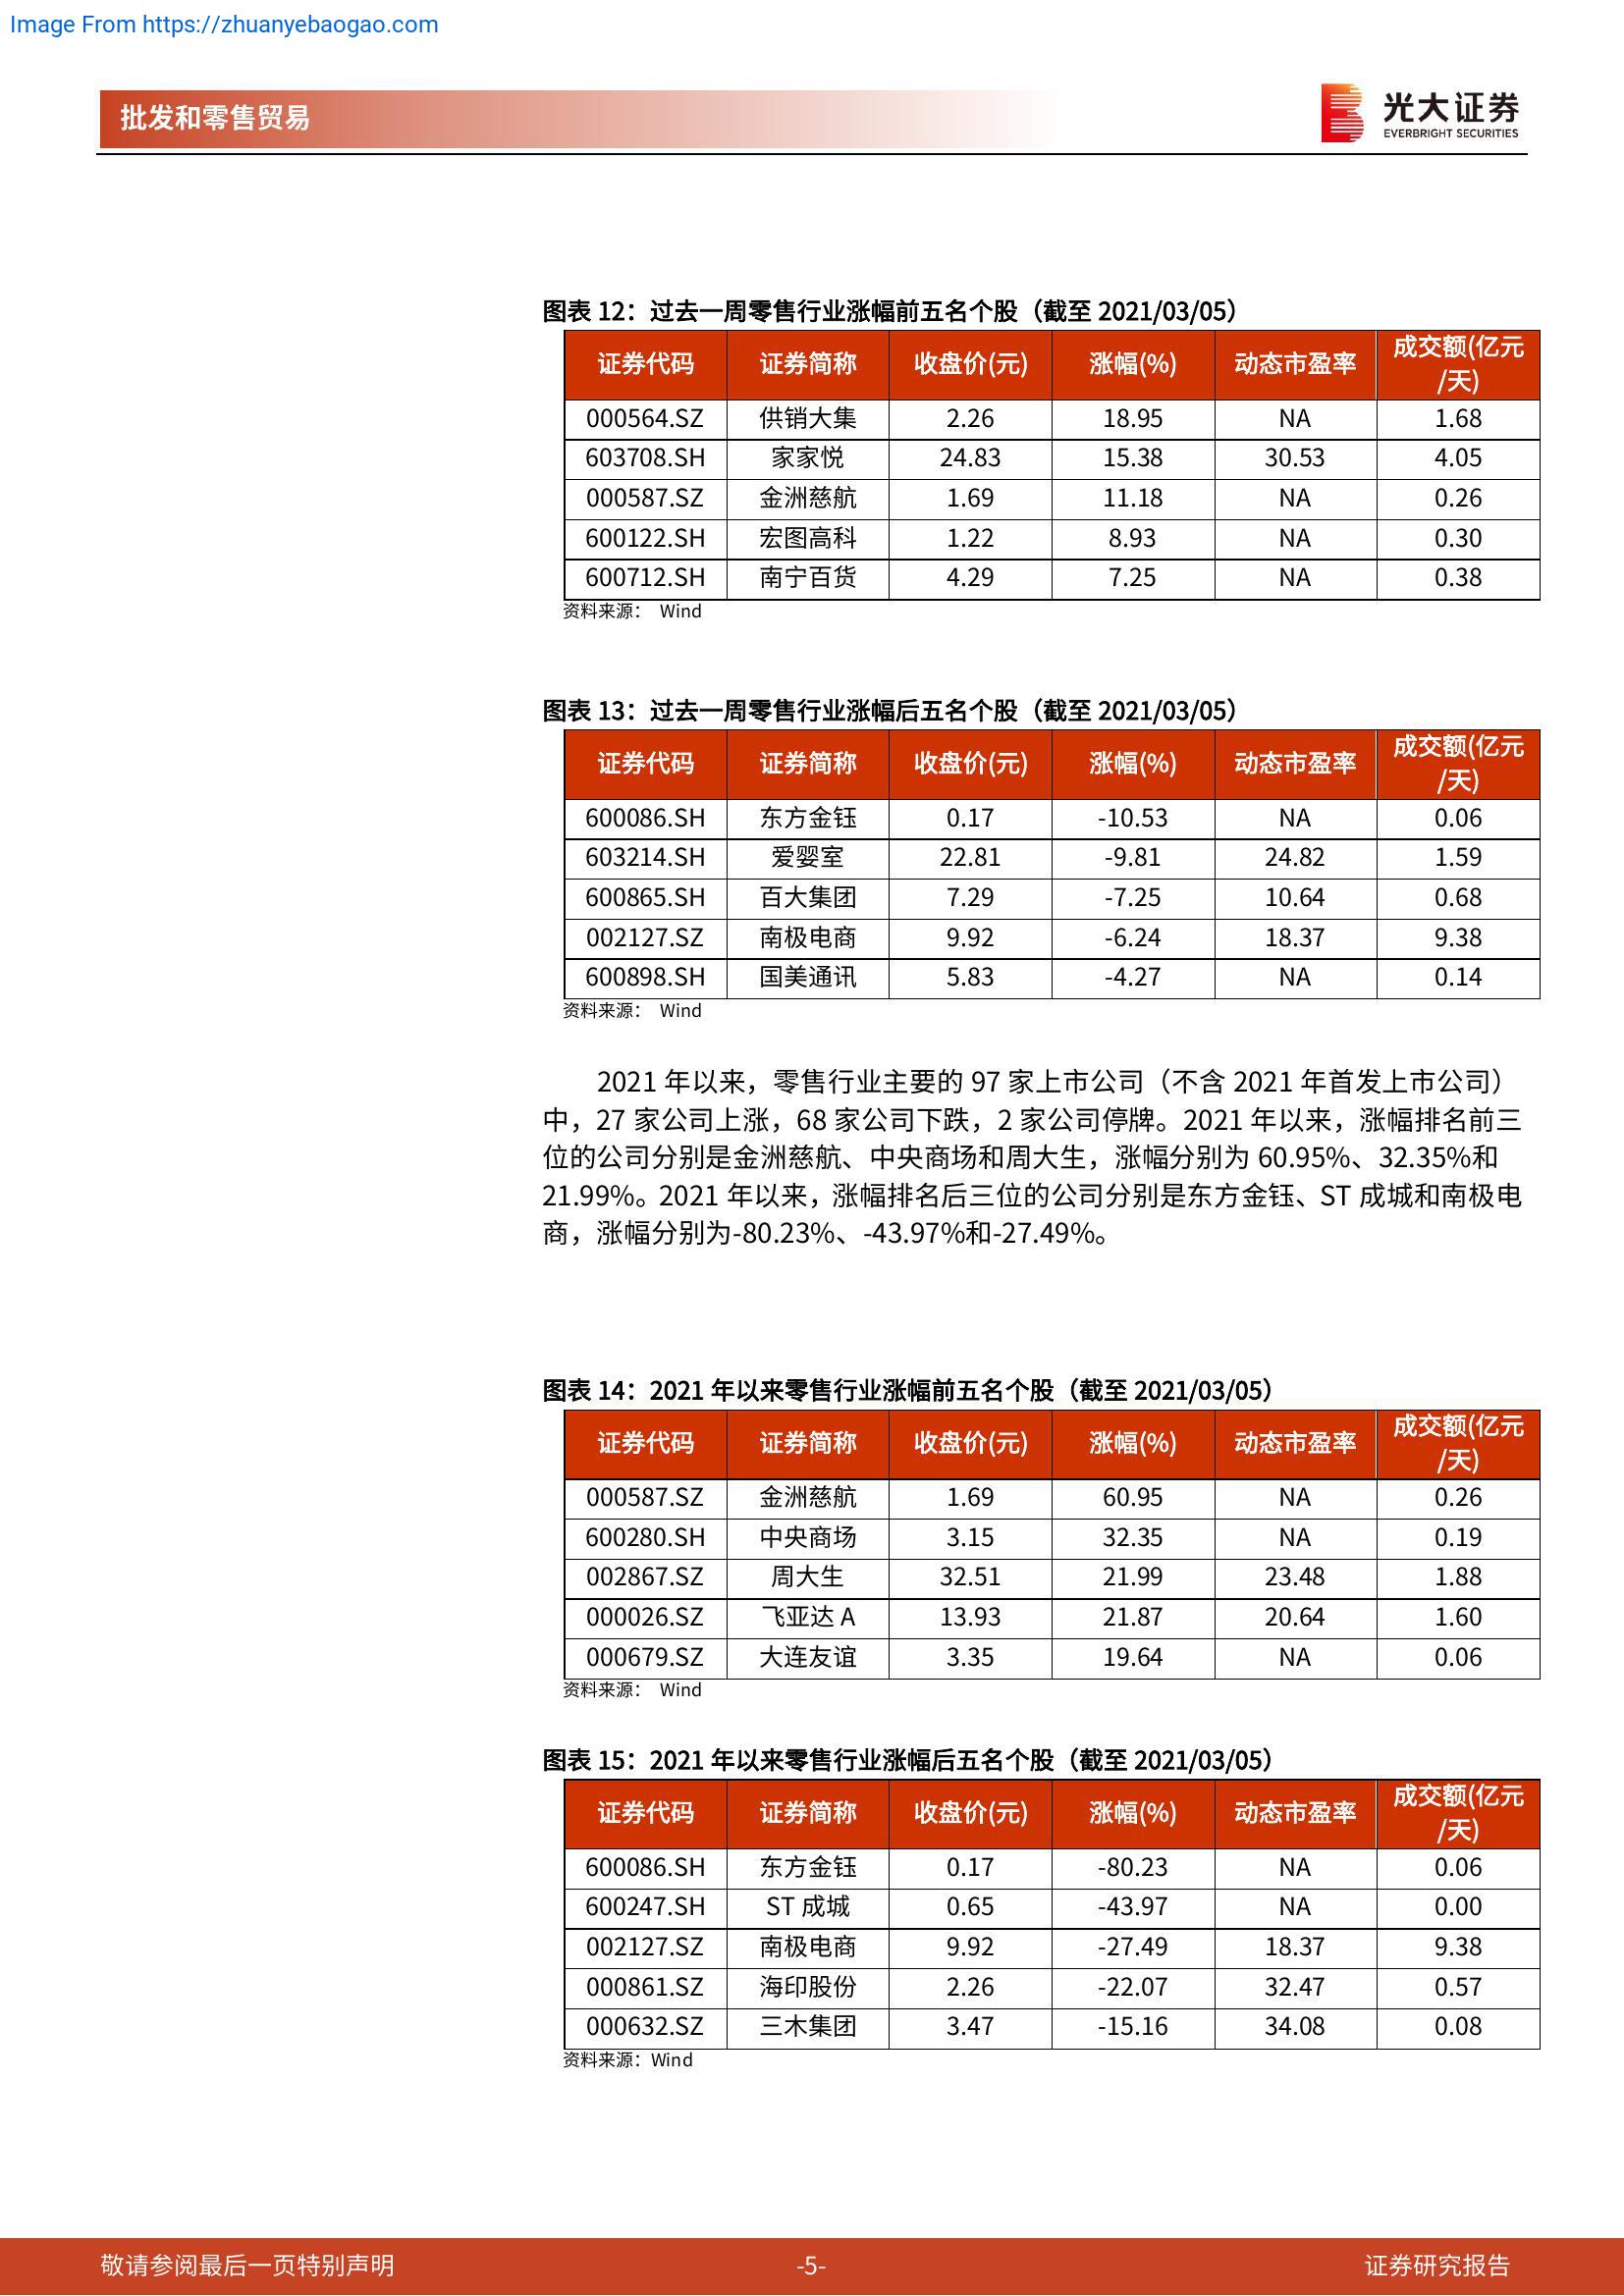 Image From https://zhuanyebaogao.com
批发和零售贸易
光大证券
EVERBRIGHT SECURITIES
图表 12：过去一周零售行业涨幅前五名个股（截至 2021/03/05）
证券代码 证券简称 收盘价(元) 涨幅(%) 动态市盈率 成交额(亿元
/天)
000564.SZ 供销大集 2.26 18.95 NA 1.68
603708.SH 家家悦 24.83 15.38 30.53 4.05
000587.SZ 金洲慈航 1.69 11.18 NA 0.26
600122.SH 宏图高科 1.22 8.93 NA 0.30
600712.SH 南宁百货 4.29 7.25 NA 0.38
资料来源： Wind
图表 13：过去一周零售行业涨幅后五名个股（截至 2021/03/05）
证券代码 证券简称 收盘价(元) 涨幅(%) 动态市盈率 成交额(亿元
/天)
600086.SH 东方金钰 0.17 -10.53 NA 0.06
603214.SH 爱婴室 22.81 -9.81 24.82 1.59
600865.SH 百大集团 7.29 -7.25 10.64 0.68
002127.SZ 南极电商 9.92 -6.24 18.37 9.38
600898.SH 国美通讯 5.83 -4.27 NA 0.14
资料来源： Wind
2021 年以来，零售行业主要的 97 家上市公司（不含 2021 年首发上市公司）
中，27 家公司上涨，68 家公司下跌，2 家公司停牌。2021 年以来，涨幅排名前三
位的公司分别是金洲慈航、中央商场和周大生，涨幅分别为 60.95%、32.35%和
21.99%。2021 年以来，涨幅排名后三位的公司分别是东方金钰、ST 成城和南极电
商，涨幅分别为-80.23%、-43.97%和-27.49%。
图表 14：2021 年以来零售行业涨幅前五名个股（截至 2021/03/05）
证券代码 证券简称 收盘价(元) 涨幅(%) 动态市盈率 成交额(亿元
/天)
000587.SZ 金洲慈航 1.69 60.95 NA 0.26
600280.SH 中央商场 3.15 32.35 NA 0.19
002867.SZ 周大生 32.51 21.99 23.48 1.88
000026.SZ 飞亚达 A 13.93 21.87 20.64 1.60
000679.SZ 大连友谊 3.35 19.64 NA 0.06
资料来源： Wind
图表 15：2021 年以来零售行业涨幅后五名个股（截至 2021/03/05）
证券代码 证券简称 收盘价(元) 涨幅(%) 动态市盈率 成交额(亿元
/天)
600086.SH 东方金钰 0.17 -80.23 NA 0.06
600247.SH ST 成城 0.65 -43.97 NA 0.00
002127.SZ 南极电商 9.92 -27.49 18.37 9.38
000861.SZ 海印股份 2.26 -22.07 32.47 0.57
000632.SZ 三木集团 3.47 -15.16 34.08 0.08
资料来源：Wind
敬请参阅最后一页特别声明 -5- 证券研究报告